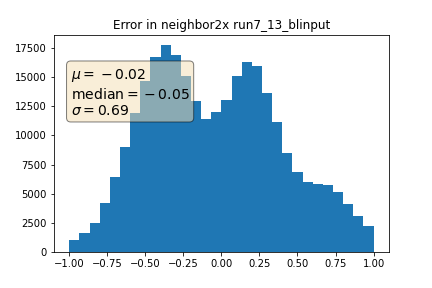 Error in neighbor2x run7_13_blinput
17500
15000
12500
10000
7500
5000
2500
0
μ = −0.02
median = −0.05
σ = 0.69
−1.00 −0.75 −0.50 −0.25 0.00 0.25 0.50 0.75 1.00